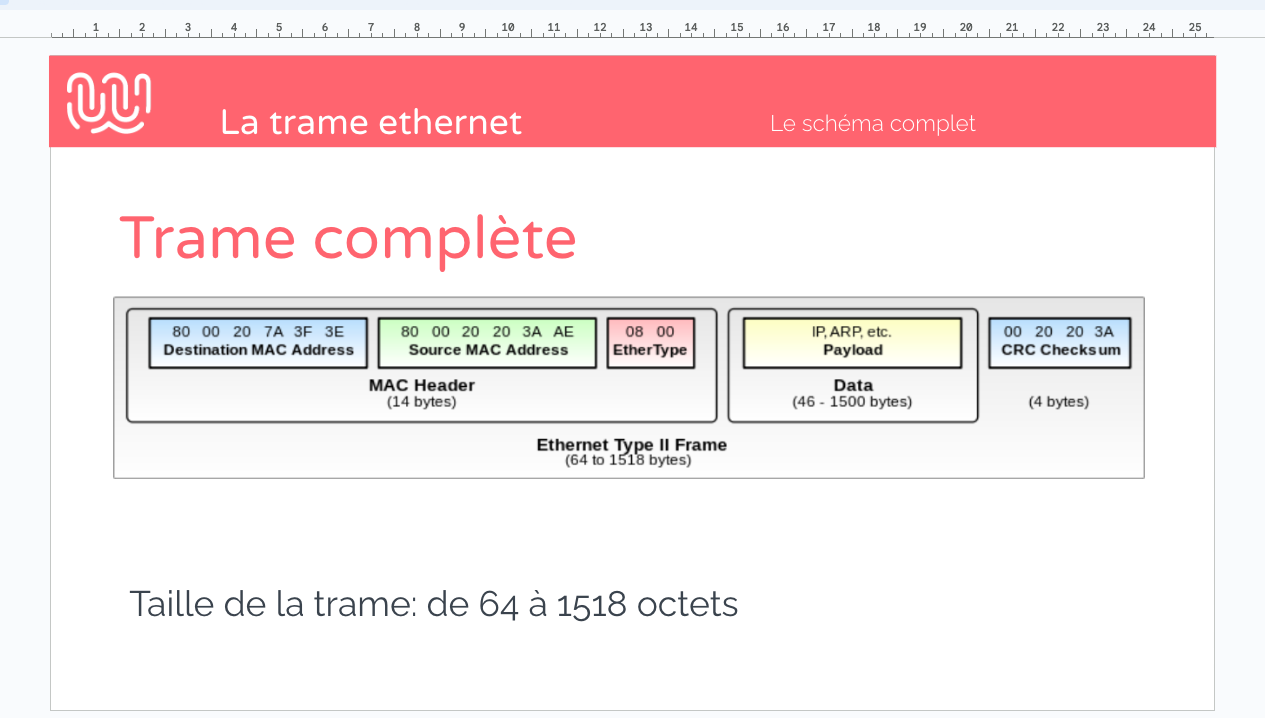 1 2 3 4 5 6 7 8 9 10 11 12 13 14 15 16 17 18 19 20 21 22 23 24 25
La trame ethernet
Le schéma complet
Trame complète
80 00 20 7A 3F 3E
Destination MAC Address
80 00 20 20 3A AE
Source MAC Address
08 00
EtherType
MAC Header
(14 bytes)
IP, ARP, etc.
Payload
Data
(46 - 1500 bytes)
00 20 20 3A
CRC Checksum
(4 bytes)
Ethernet Type II Frame
(64 to 1518 bytes)
Taille de la trame: de 64 à 1518 octets